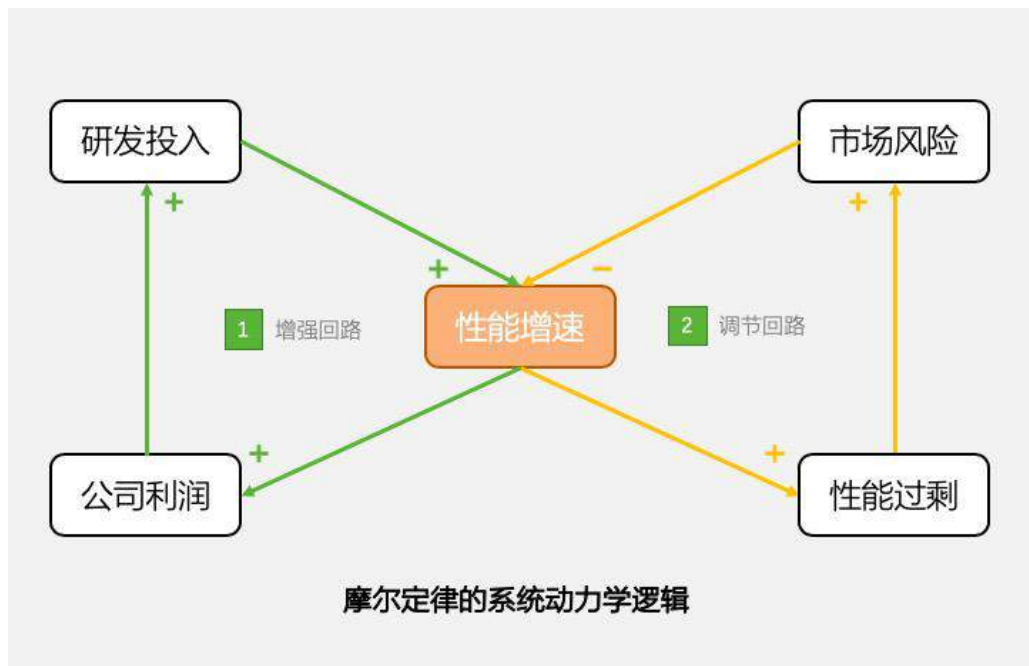 研发投入
市场风险
+
+
+
−
性能增速
1 增强回路
2 调节回路
+
+
公司利润
性能过剩
摩尔定律的系统动力学逻辑